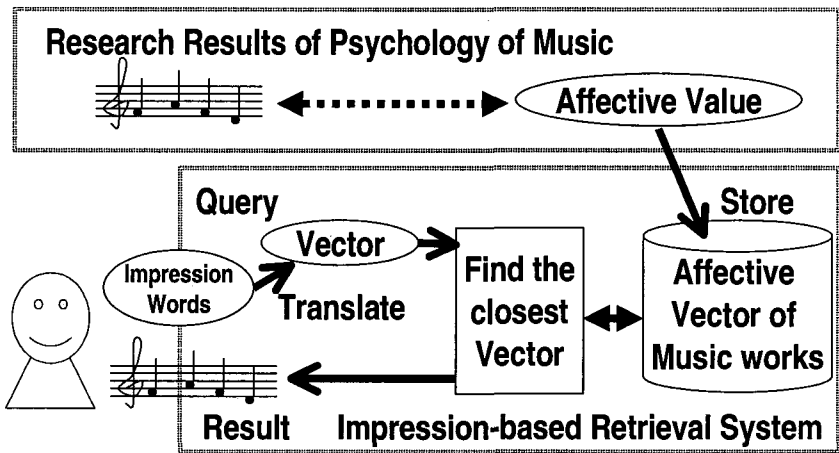 Research Results of Psychology of Music
Affective Value
Query
Store
Vector
Impression
Words
Translate
Find the
closest
Vector
Affective
Vector of
Music works
Result
Impression-based Retrieval System